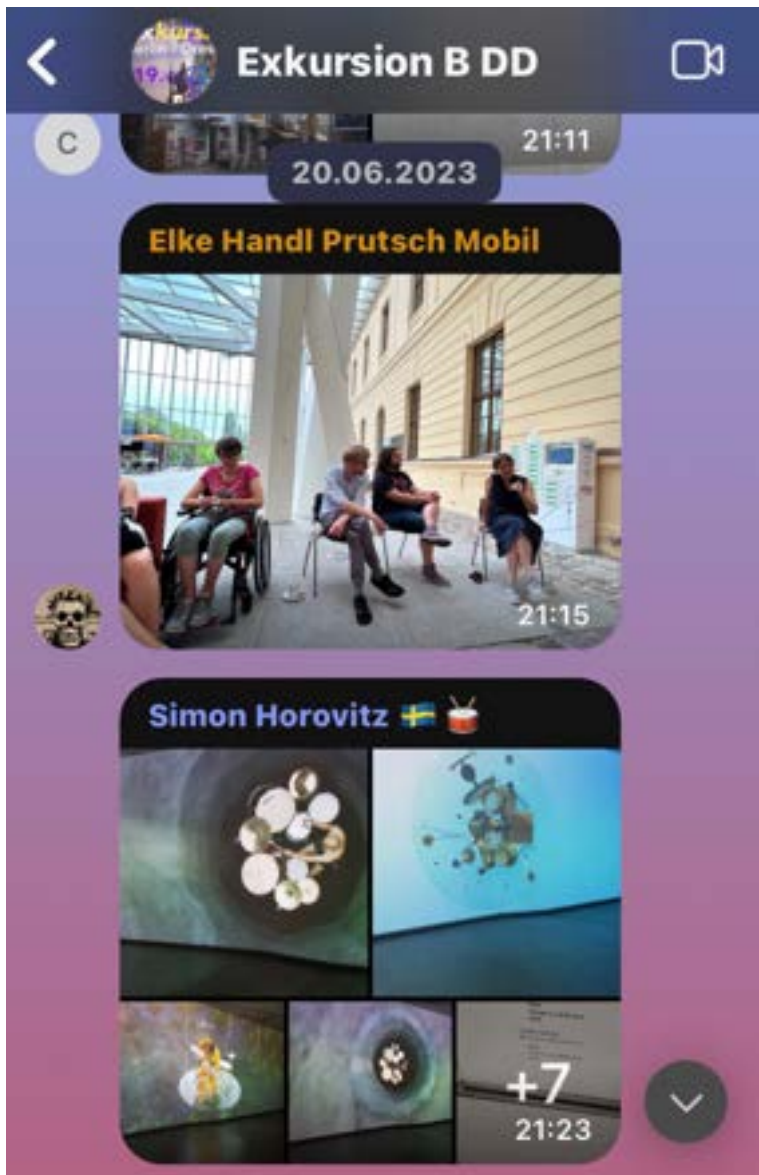 Exkursion B DD
C
21:11
20.06.2023
Elke Handl Prutsch Mobil
21:15
Simon Horovitz
+7
21:23